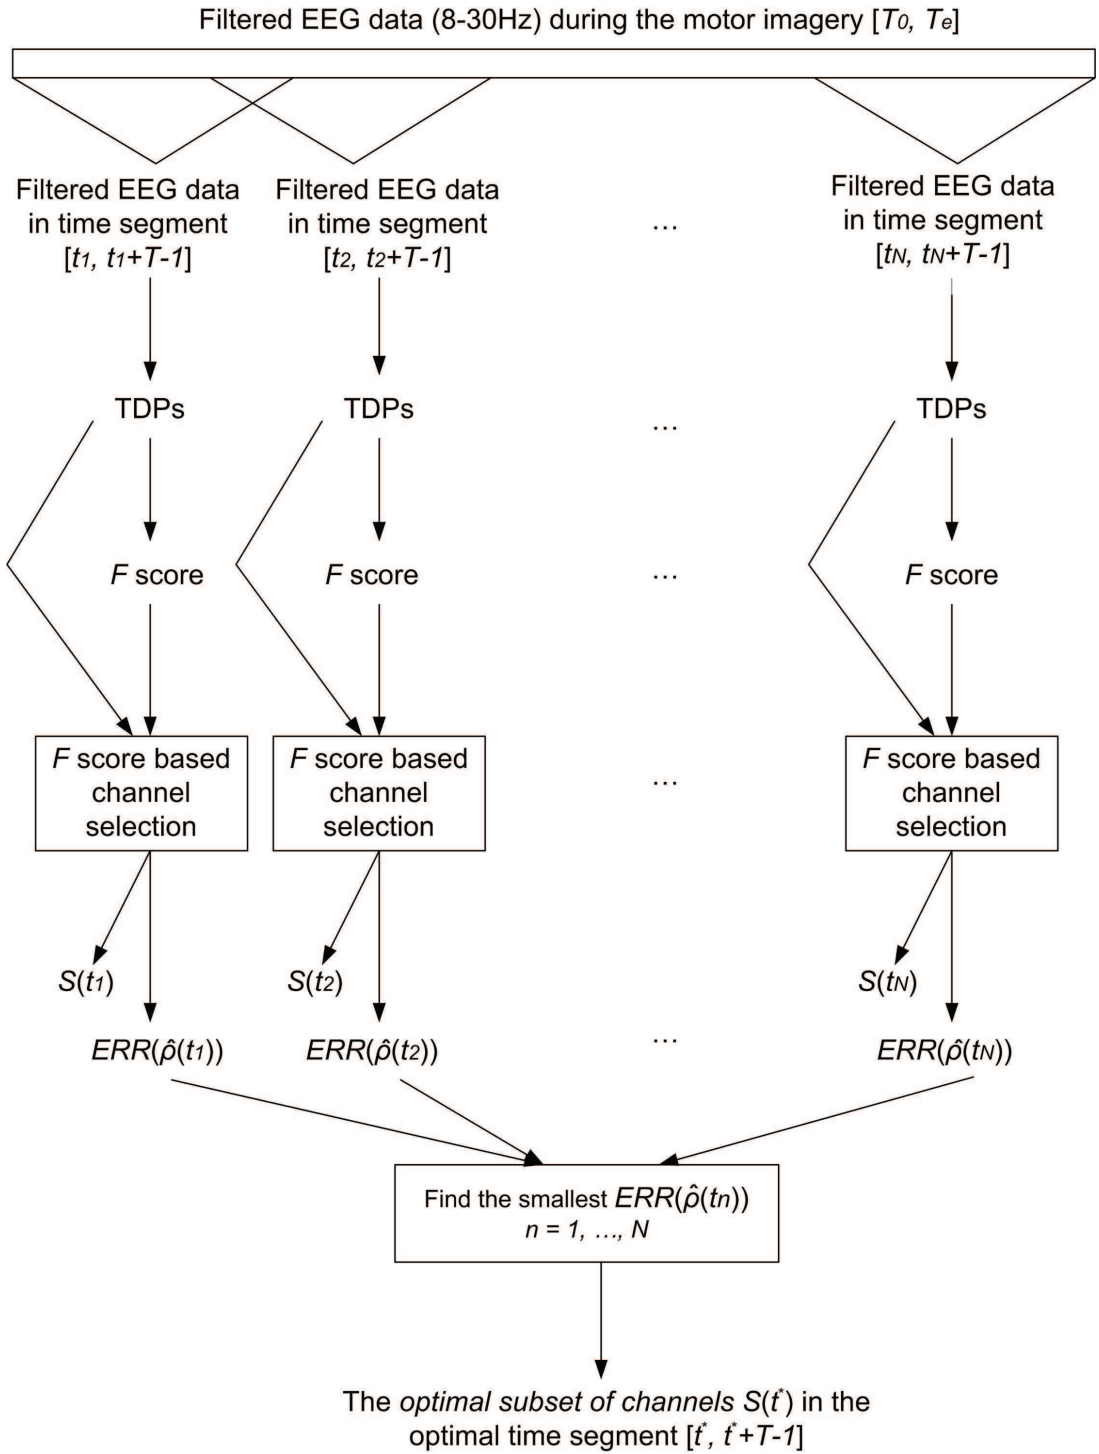 Filtered EEG data (8-30Hz) during the motor imagery [T0, Te]
Filtered EEG data
in time segment
[t1, t1+T-1]
Filtered EEG data
in time segment
[t2, t2+T-1]
...
Filtered EEG data
in time segment
[tN, tN+T-1]
TDPs
TDPs
...
TDPs
F score
F score
...
F score
F score based
channel
selection
F score based
channel
selection
...
F score based
channel
selection
S(t1)
S(t2)
S(tN)
ERR(ρ̂(t1))
ERR(ρ̂(t2))
...
ERR(ρ̂(tN))
Find the smallest ERR(ρ̂(tn))
n = 1, ..., N
The optimal subset of channels S(t*) in the
optimal time segment [t*, t*+T-1]